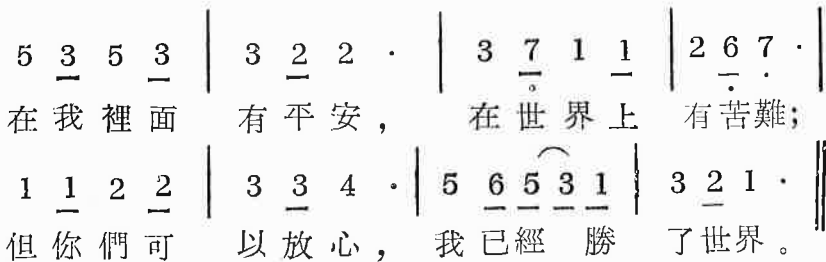 5 3 5 3 | 3 2 2 · | 3 7 1 1 | 2 6 7 · |
在我裡面 有平安， 在世界上 有苦難；
1 1 2 2 | 3 3 4 · | 5 6 5 3 1 | 3 2 1 · ‖
但你們可 以放心， 我已經 勝 了世界。